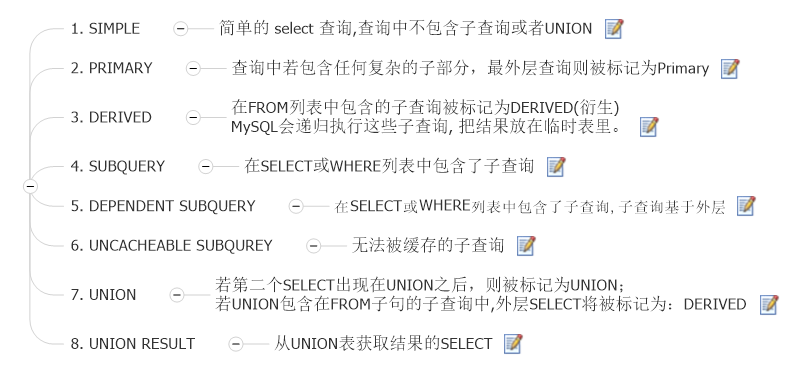 1. SIMPLE 简单的 select 查询,查询中不包含子查询或者UNION
2. PRIMARY 查询中若包含任何复杂的子部分，最外层查询则被标记为Primary
3. DERIVED 在FROM列表中包含的子查询被标记为DERIVED(衍生)
MySQL会递归执行这些子查询, 把结果放在临时表里。
4. SUBQUERY 在SELECT或WHERE列表中包含了子查询
5. DEPENDENT SUBQUERY 在SELECT或WHERE列表中包含了子查询,子查询基于外层
6. UNCACHEABLE SUBQUREY 无法被缓存的子查询
7. UNION 若第二个SELECT出现在UNION之后，则被标记为UNION；
若UNION包含在FROM子句的子查询中,外层SELECT将被标记为：DERIVED
8. UNION RESULT 从UNION表获取结果的SELECT